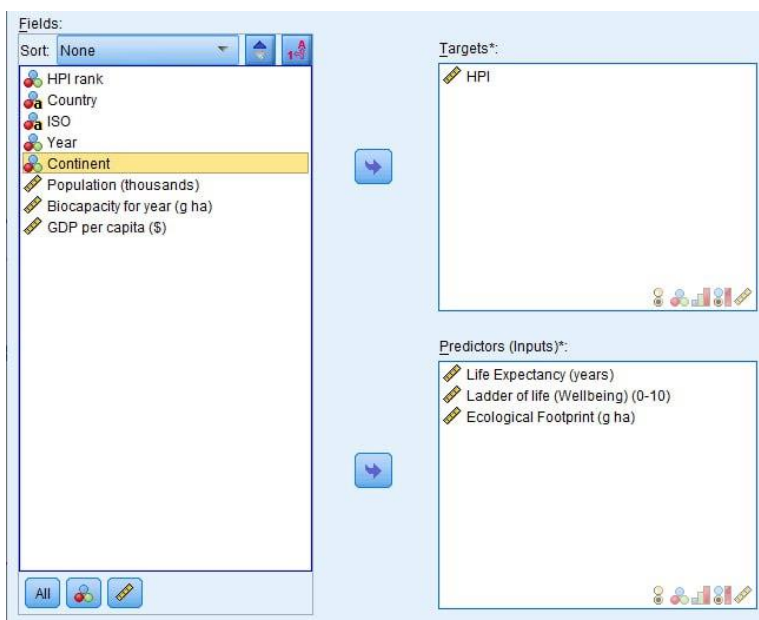 Fields:
Sort: None
HPI rank
Country
ISO
Year
Continent
Population (thousands)
Biocapacity for year (g ha)
GDP per capita ($)
All
Targets*:
HPI
Predictors (Inputs)*:
Life Expectancy (years)
Ladder of life (Wellbeing) (0-10)
Ecological Footprint (g ha)